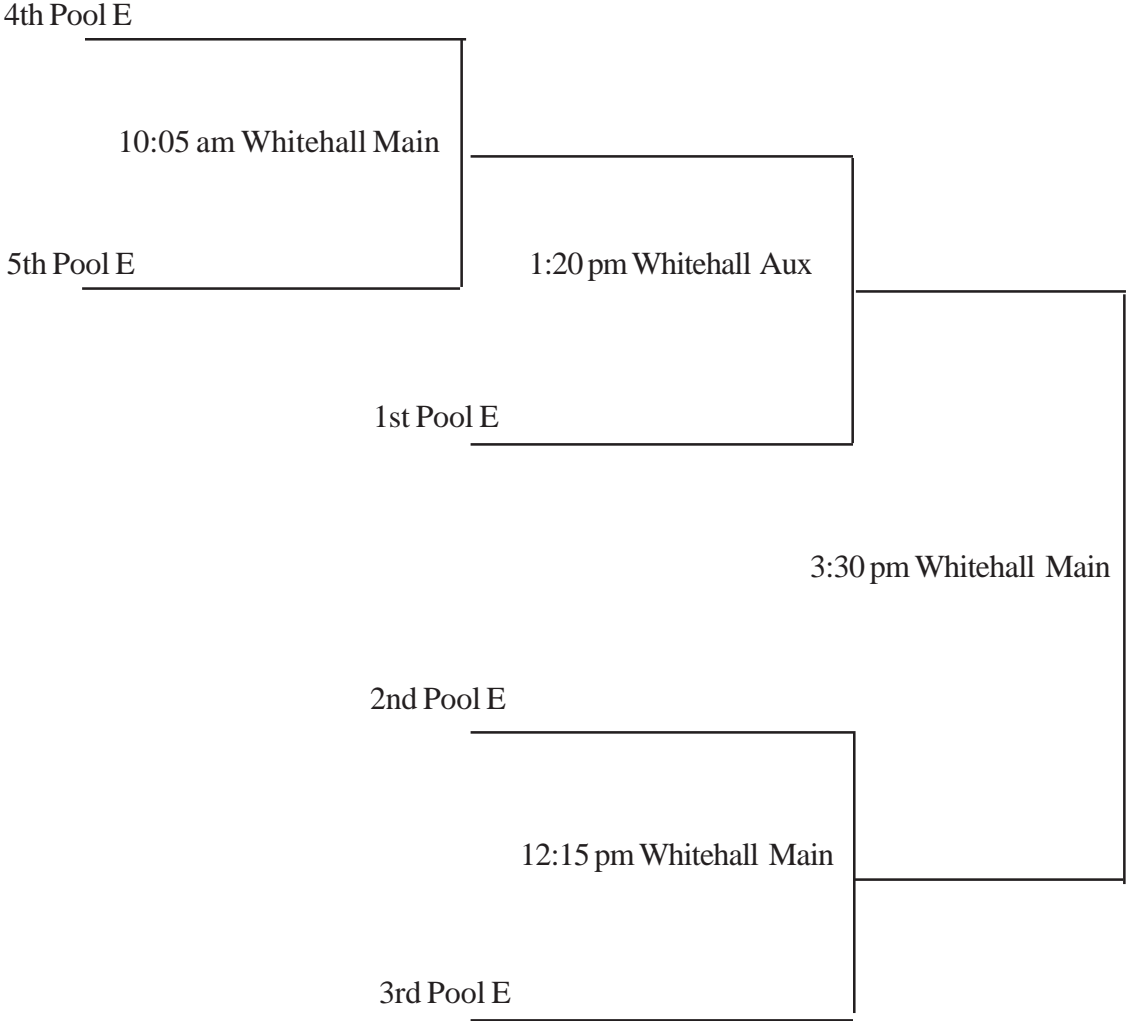 4th Pool E
10:05 am Whitehall Main
5th Pool E
1:20 pm Whitehall Aux
1st Pool E
3:30 pm Whitehall Main
2nd Pool E
12:15 pm Whitehall Main
3rd Pool E